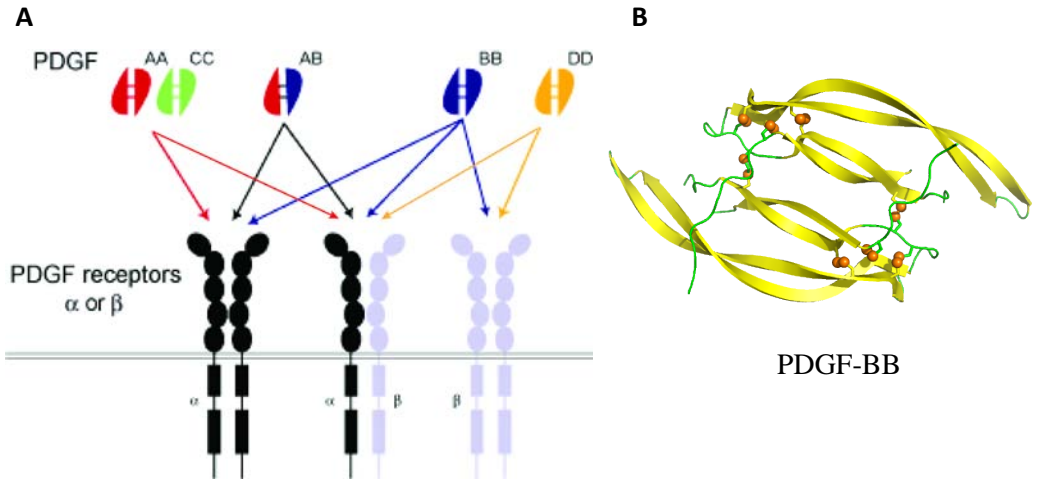 A
B
PDGF
AA
CC
AB
BB
DD
PDGF receptors
α or β
α
α
β
β
PDGF-BB